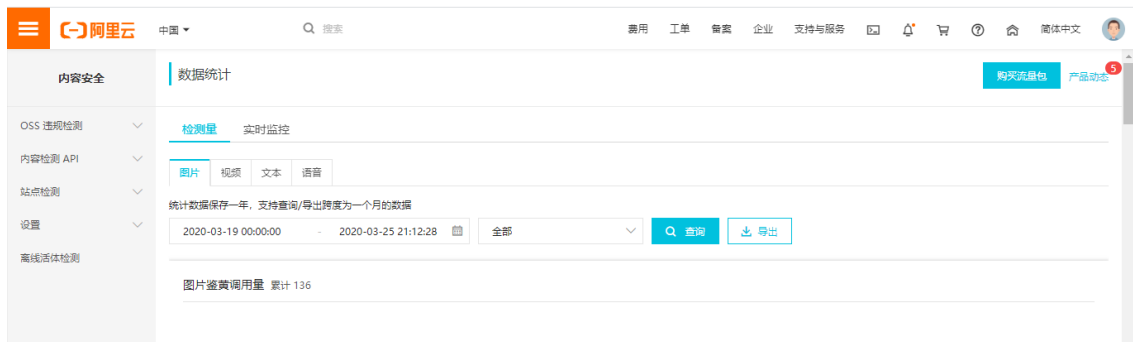 阿里云 中国 搜索 费用 工单 备案 企业 支持与服务 简体中文
内容安全
数据统计
购买流量包 产品动态 5
OSS 违规检测
内容检测 API
站点检测
设置
离线活体检测
检测量 实时监控
图片 视频 文本 语音
统计数据保存一年，支持查询/导出跨度为一个月的数据
2020-03-19 00:00:00 - 2020-03-25 21:12:28 全部 查询 导出
图片鉴黄调用量 累计 136